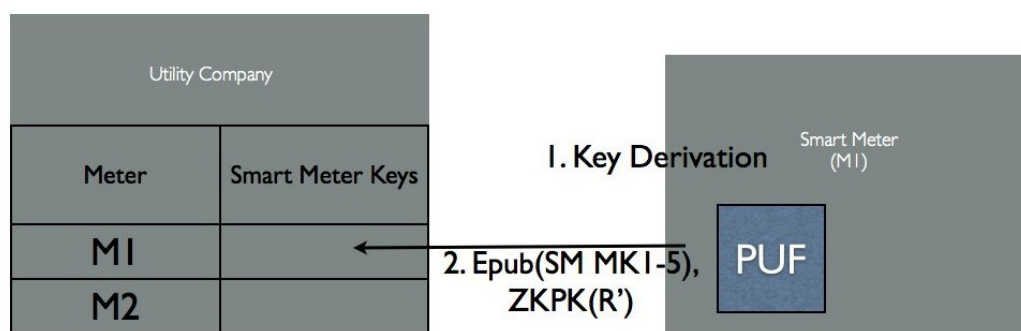 Utility Company
Meter
Smart Meter Keys
M1
M2
1. Key Derivation
2. Epub(SM MK1-5),
ZKPK(R’)
Smart Meter
(M1)
PUF